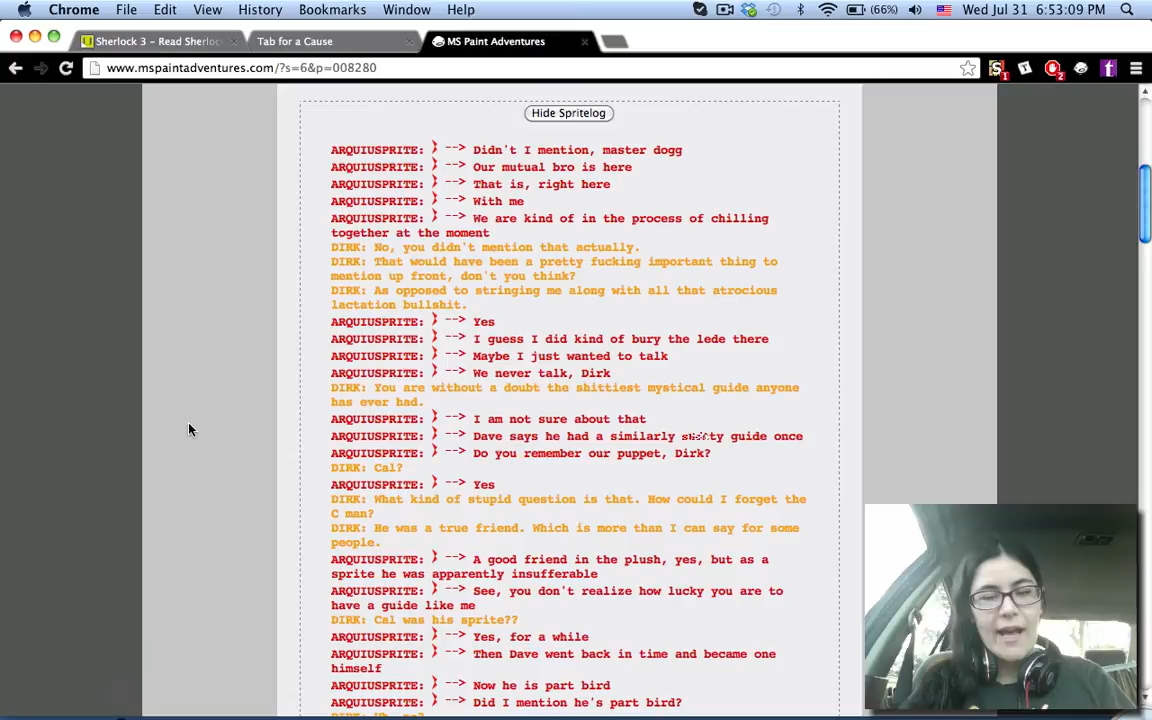 Chrome File Edit View History Bookmarks Window Help (66%) Wed Jul 31 6:53:09 PM
Sherlock 3 – Read Sherloc Tab for a Cause MS Paint Adventures
www.mspaintadventures.com/?s=6&p=008280
Hide Spritelog
ARQUIUSPRITE: --> Didn't I mention, master dogg
ARQUIUSPRITE: --> Our mutual bro is here
ARQUIUSPRITE: --> That is, right here
ARQUIUSPRITE: --> With me
ARQUIUSPRITE: --> We are kind of in the process of chilling
together at the moment
DIRK: No, you didn't mention that actually.
DIRK: That would have been a pretty fucking important thing to
mention up front, don't you think?
DIRK: As opposed to stringing me along with all that atrocious
lactation bullshit.
ARQUIUSPRITE: --> Yes
ARQUIUSPRITE: --> I guess I did kind of bury the lede there
ARQUIUSPRITE: --> Maybe I just wanted to talk
ARQUIUSPRITE: --> We never talk, Dirk
DIRK: You are without a doubt the shittiest mystical guide anyone
has ever had.
ARQUIUSPRITE: --> I am not sure about that
ARQUIUSPRITE: --> Dave says he had a similarly guide once
ARQUIUSPRITE: --> Do you remember our puppet, Dirk?
DIRK: Cal?
ARQUIUSPRITE: --> Yes
DIRK: What kind of stupid question is that. How could I forget the
C man?
DIRK: He was a true friend. Which is more than I can say for some
people.
ARQUIUSPRITE: --> A good friend in the plush, yes, but as a
sprite he was apparently insufferable
ARQUIUSPRITE: --> See, you don't realize how lucky you are to
have a guide like me
DIRK: Cal was his sprite??
ARQUIUSPRITE: --> Yes, for a while
ARQUIUSPRITE: --> Then Dave went back in time and became one
himself
ARQUIUSPRITE: --> Now he is part bird
ARQUIUSPRITE: --> Did I mention he's part bird?